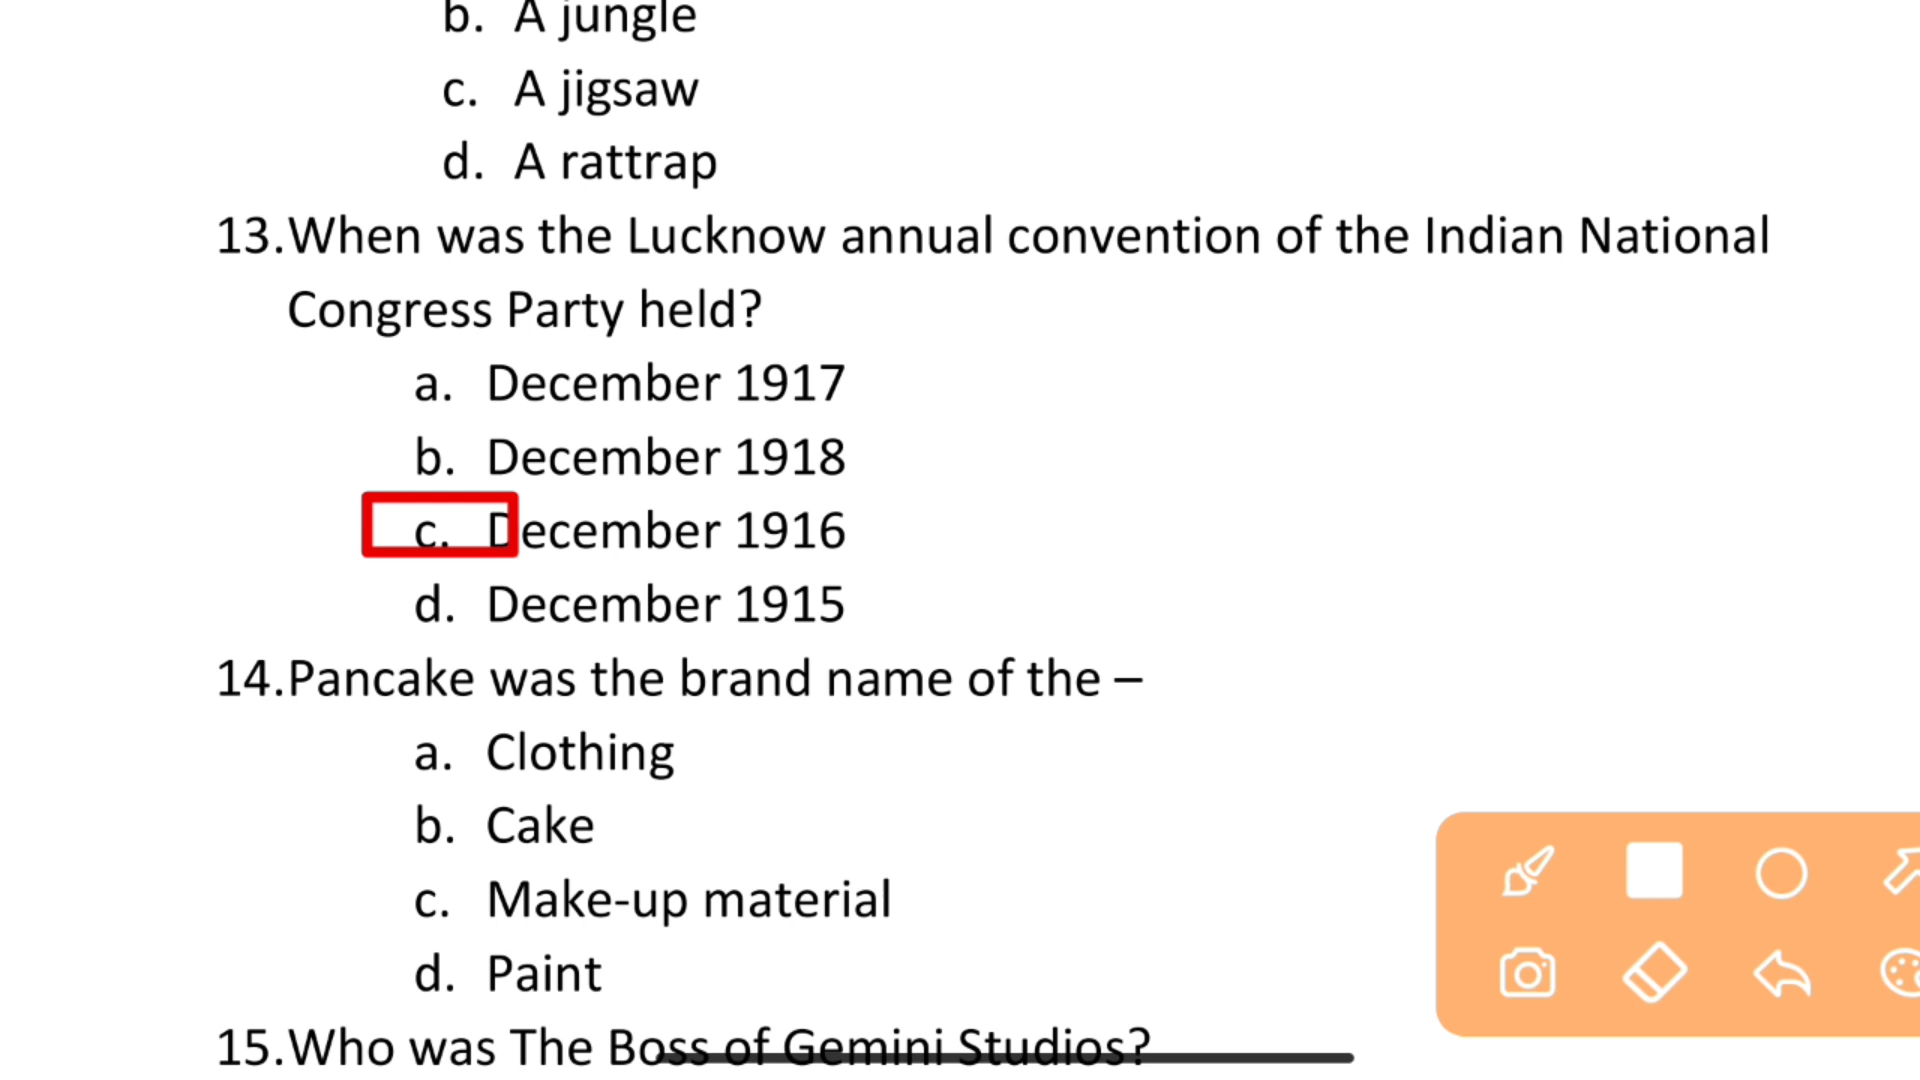 b. A jungle
c. A jigsaw
d. A rattrap
13.When was the Lucknow annual convention of the Indian National
Congress Party held?
a. December 1917
b. December 1918
c. December 1916
d. December 1915
14.Pancake was the brand name of the –
a. Clothing
b. Cake
c. Make-up material
d. Paint
15.Who was The Boss of Gemini Studios?